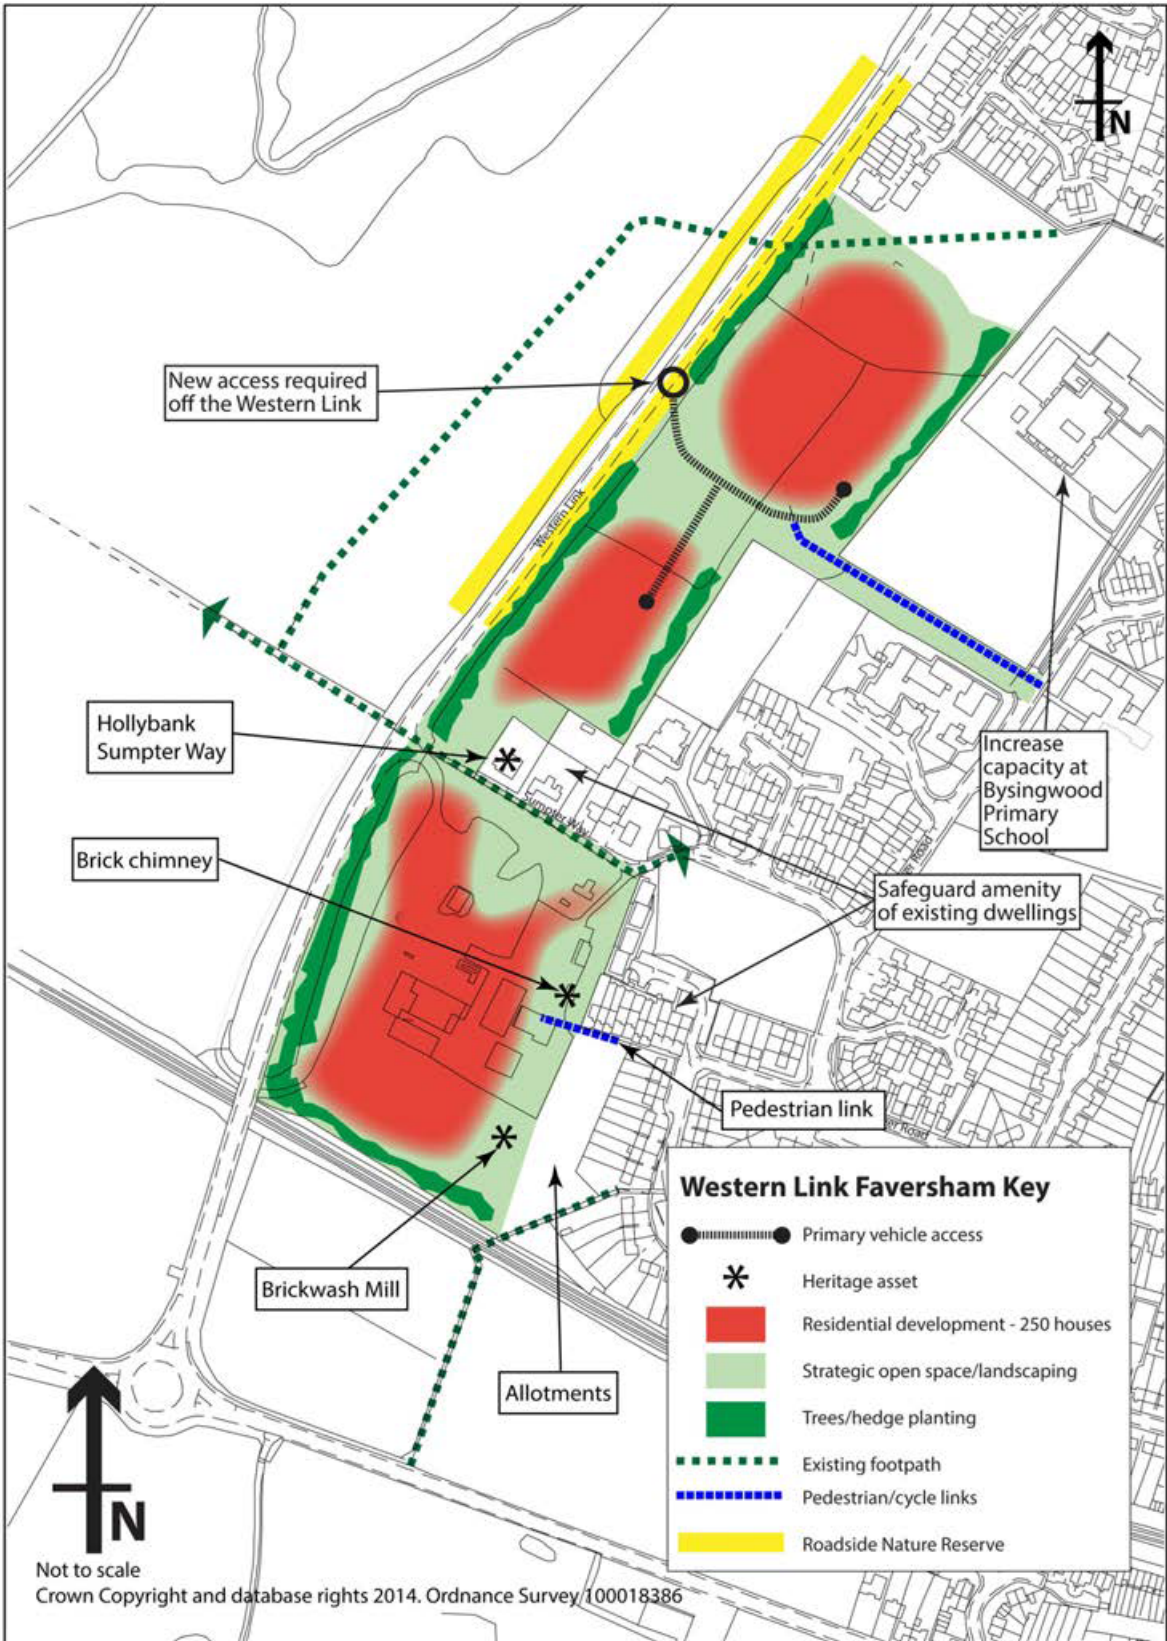 N
New access required
off the Western Link
Western Link
Hollybank
Sumpter Way
Sumpter Way
Increase
capacity at
Bysingwood
Primary
School
Road
Brick chimney
Safeguard amenity
of existing dwellings
Pedestrian link
Road
Brickwash Mill
Allotments
Western Link Faversham Key
Primary vehicle access
Heritage asset
Residential development - 250 houses
Strategic open space/landscaping
Trees/hedge planting
Existing footpath
Pedestrian/cycle links
Roadside Nature Reserve
N
Not to scale
Crown Copyright and database rights 2014. Ordnance Survey 100018386